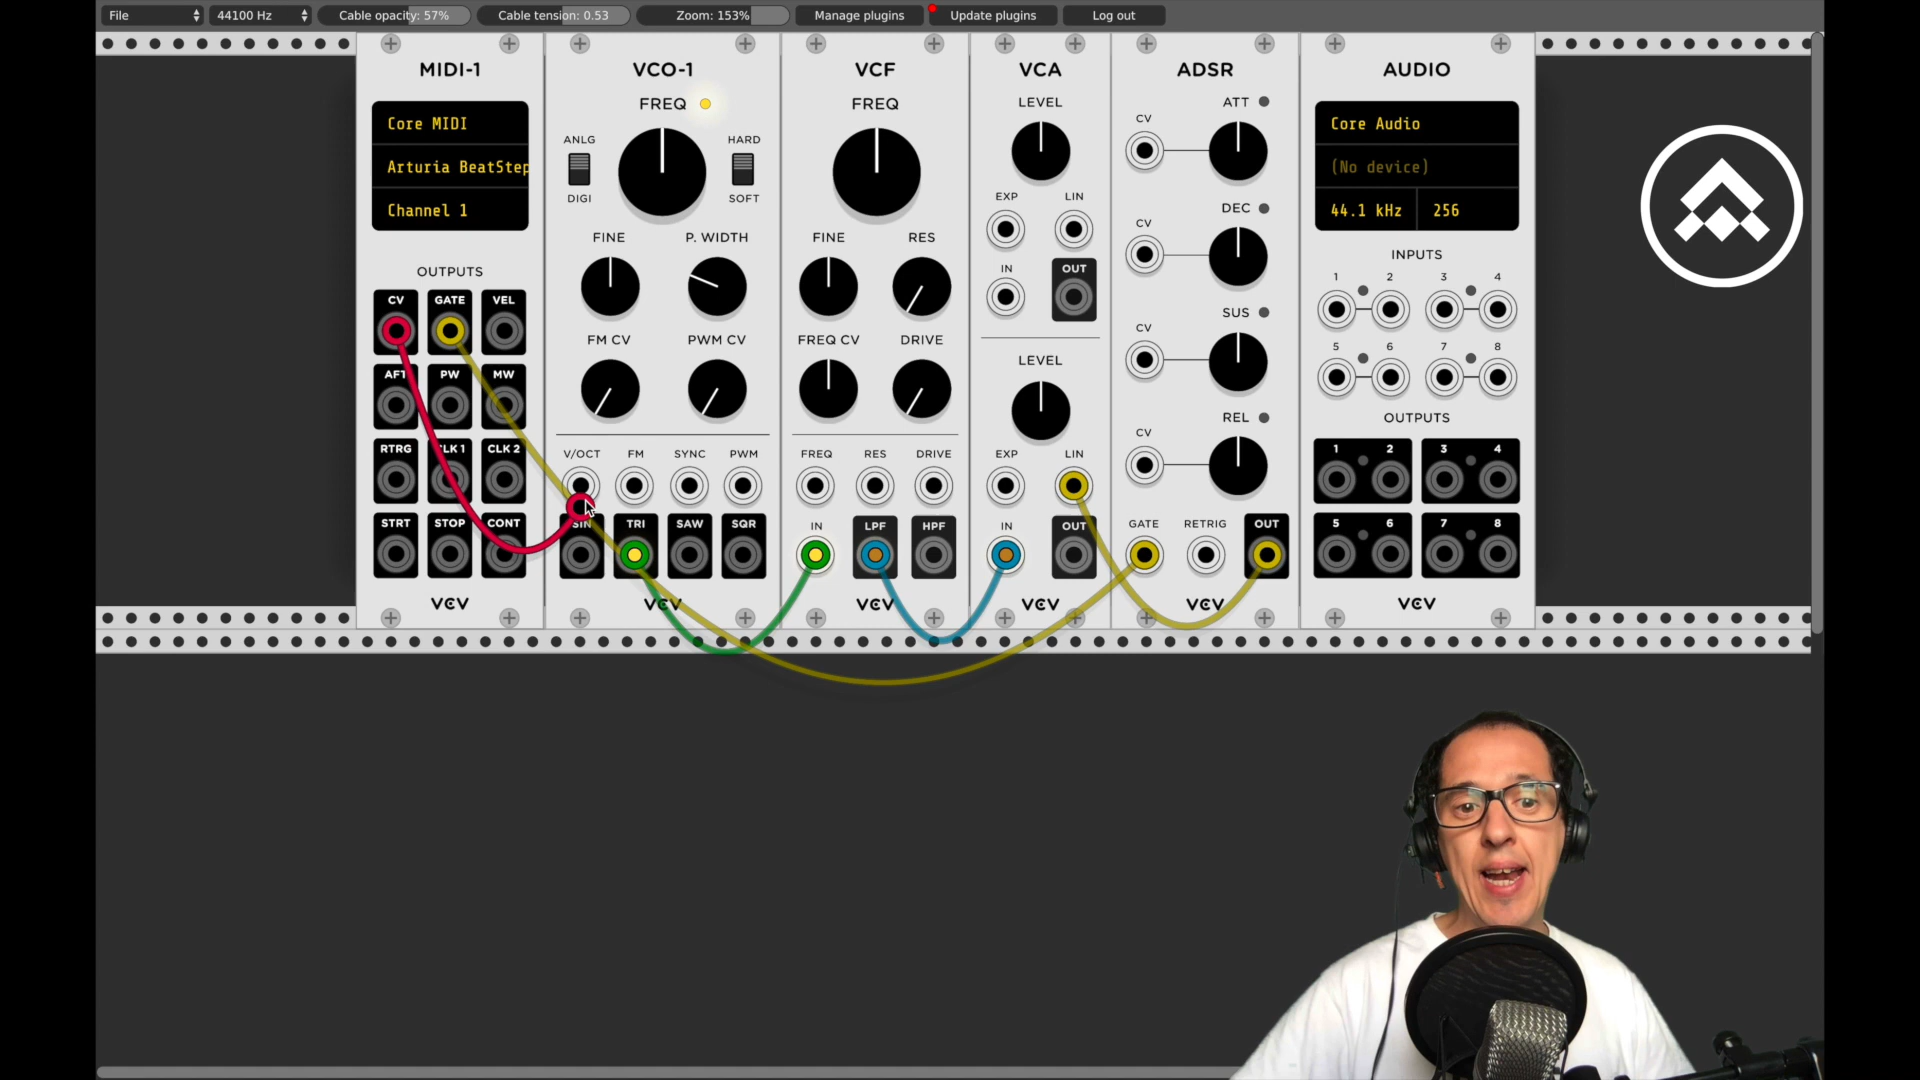 File 44100 Hz Cable opacity: 57% Cable tension: 0.53 Zoom: 153% Manage plugins Update plugins Log out
MIDI-1
Core MIDI
Arturia BeatStep
Channel 1
OUTPUTS
CV GATE VEL
AFT PW MW
RTRG CLK 1 CLK 2
STRT STOP CONT
VCV
VCO-1
FREQ
ANLG HARD
DIGI SOFT
FINE P. WIDTH
FM CV PWM CV
V/OCT FM SYNC PWM
SIN TRI SAW SQR
VCV
VCF
FREQ
FINE RES
FREQ CV DRIVE
FREQ RES DRIVE
IN LPF HPF
VCV
VCA
LEVEL
EXP LIN
IN OUT
LEVEL
EXP LIN
IN OUT
VCV
ADSR
ATT
CV
DEC
CV
SUS
CV
REL
CV
GATE RETRIG OUT
VCV
AUDIO
Core Audio
(No device)
44.1 kHz 256
INPUTS
1 2 3 4
5 6 7 8
OUTPUTS
1 2 3 4
5 6 7 8
VCV